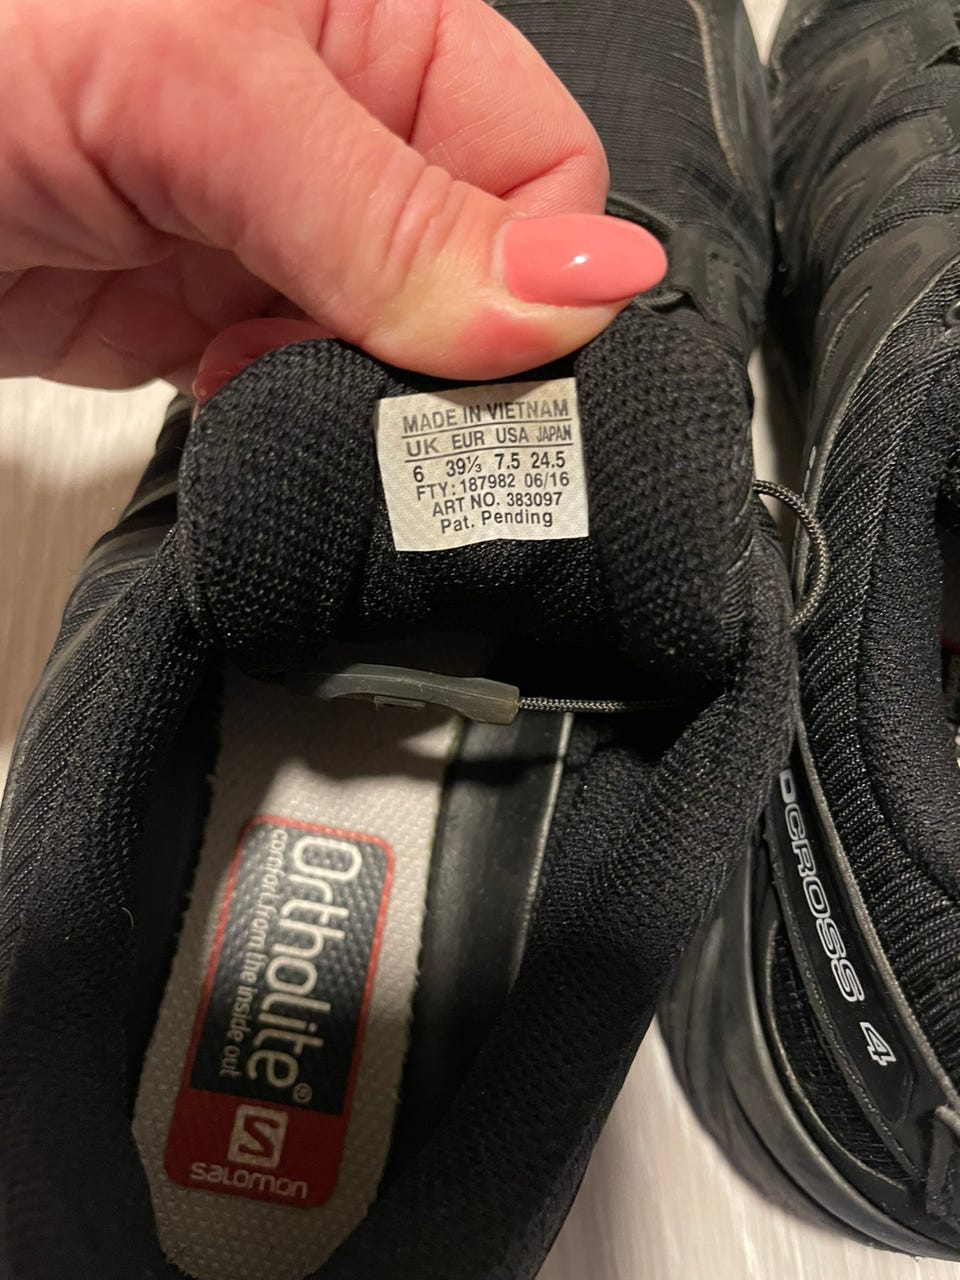 MADE IN VIETNAM
UK EUR USA JAPAN
6 39⅓ 7.5 24.5
FTY: 187982 06/16
ART NO. 383097
Pat. Pending
Ortholite®
comfort from the inside out
S
salomon
DCROSS 4